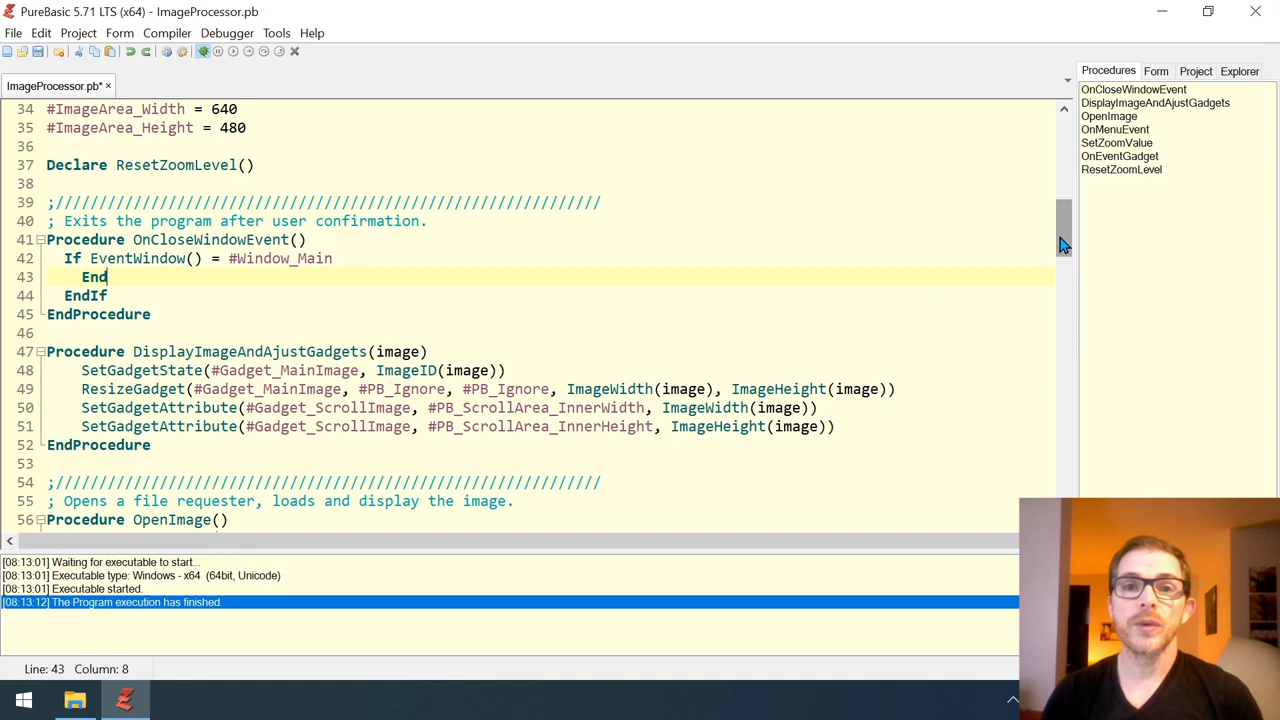 PureBasic 5.71 LTS (x64) - ImageProcessor.pb
File Edit Project Form Compiler Debugger Tools Help
ImageProcessor.pb*
Procedures Form Project Explorer
34 #ImageArea_Width = 640
35 #ImageArea_Height = 480
36
37 Declare ResetZoomLevel()
38
39 ;///////////////////////////////////////////////////////////////
40 ; Exits the program after user confirmation.
41 Procedure OnCloseWindowEvent()
42 If EventWindow() = #Window_Main
43 End
44 EndIf
45 EndProcedure
46
47 Procedure DisplayImageAndAjustGadgets(image)
48 SetGadgetState(#Gadget_MainImage, ImageID(image))
49 ResizeGadget(#Gadget_MainImage, #PB_Ignore, #PB_Ignore, ImageWidth(image), ImageHeight(image))
50 SetGadgetAttribute(#Gadget_ScrollImage, #PB_ScrollArea_InnerWidth, ImageWidth(image))
51 SetGadgetAttribute(#Gadget_ScrollImage, #PB_ScrollArea_InnerHeight, ImageHeight(image))
52 EndProcedure
53
54 ;///////////////////////////////////////////////////////////////
55 ; Opens a file requester, loads and display the image.
56 Procedure OpenImage()
OnCloseWindowEvent
DisplayImageAndAjustGadgets
OpenImage
OnMenuEvent
SetZoomValue
OnEventGadget
ResetZoomLevel
[08:13:01] Waiting for executable to start...
[08:13:01] Executable type: Windows - x64 (64bit, Unicode)
[08:13:01] Executable started.
[08:13:12] The Program execution has finished.
Line: 43 Column: 8